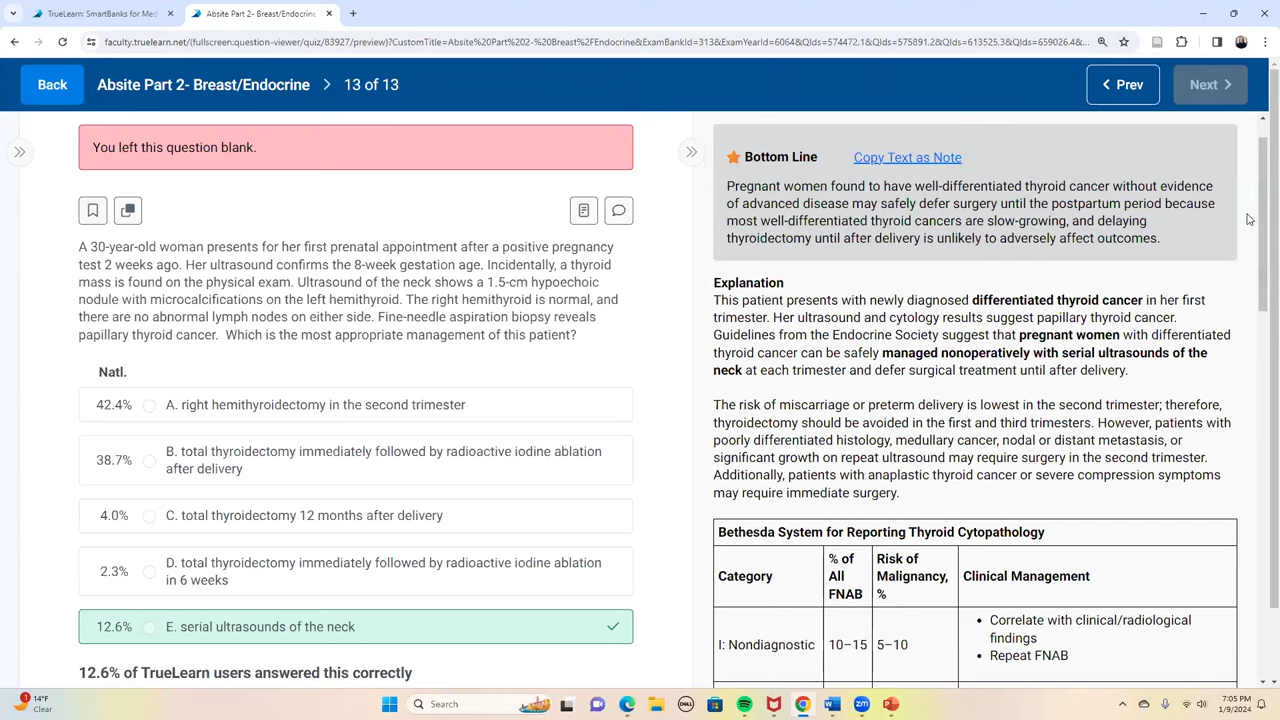 TrueLearn: SmartBanks for Med
Absite Part 2- Breast/Endocrine
faculty.truelearn.net/(fullscreen:question-viewer/quiz/83927/preview)?CustomTitle=Absite%20Part%202-%20Breast%2FEndocrine&ExamBankId=313&ExamYearId=6064&QIds=574472.1&QIds=575891.2&QIds=613525.3&QIds=659026.4&...
Back
Absite Part 2- Breast/Endocrine
13 of 13
Prev
Next
You left this question blank.
A 30-year-old woman presents for her first prenatal appointment after a positive pregnancy
test 2 weeks ago. Her ultrasound confirms the 8-week gestation age. Incidentally, a thyroid
mass is found on the physical exam. Ultrasound of the neck shows a 1.5-cm hypoechoic
nodule with microcalcifications on the left hemithyroid. The right hemithyroid is normal, and
there are no abnormal lymph nodes on either side. Fine-needle aspiration biopsy reveals
papillary thyroid cancer. Which is the most appropriate management of this patient?
Natl.
42.4% A. right hemithyroidectomy in the second trimester
38.7% B. total thyroidectomy immediately followed by radioactive iodine ablation
after delivery
4.0% C. total thyroidectomy 12 months after delivery
2.3% D. total thyroidectomy immediately followed by radioactive iodine ablation
in 6 weeks
12.6% E. serial ultrasounds of the neck
12.6% of TrueLearn users answered this correctly
Bottom Line Copy Text as Note
Pregnant women found to have well-differentiated thyroid cancer without evidence
of advanced disease may safely defer surgery until the postpartum period because
most well-differentiated thyroid cancers are slow-growing, and delaying
thyroidectomy until after delivery is unlikely to adversely affect outcomes.
Explanation
This patient presents with newly diagnosed differentiated thyroid cancer in her first
trimester. Her ultrasound and cytology results suggest papillary thyroid cancer.
Guidelines from the Endocrine Society suggest that pregnant women with differentiated
thyroid cancer can be safely managed nonoperatively with serial ultrasounds of the
neck at each trimester and defer surgical treatment until after delivery.
The risk of miscarriage or preterm delivery is lowest in the second trimester; therefore,
thyroidectomy should be avoided in the first and third trimesters. However, patients with
poorly differentiated histology, medullary cancer, nodal or distant metastasis, or
significant growth on repeat ultrasound may require surgery in the second trimester.
Additionally, patients with anaplastic thyroid cancer or severe compression symptoms
may require immediate surgery.
Bethesda System for Reporting Thyroid Cytopathology
Category
% of
All
FNAB
Risk of
Malignancy,
%
Clinical Management
I: Nondiagnostic
10–15
5–10
• Correlate with clinical/radiological
findings
• Repeat FNAB
1
14°F
Clear
Search
DELL
zm
7:05 PM
1/9/2024